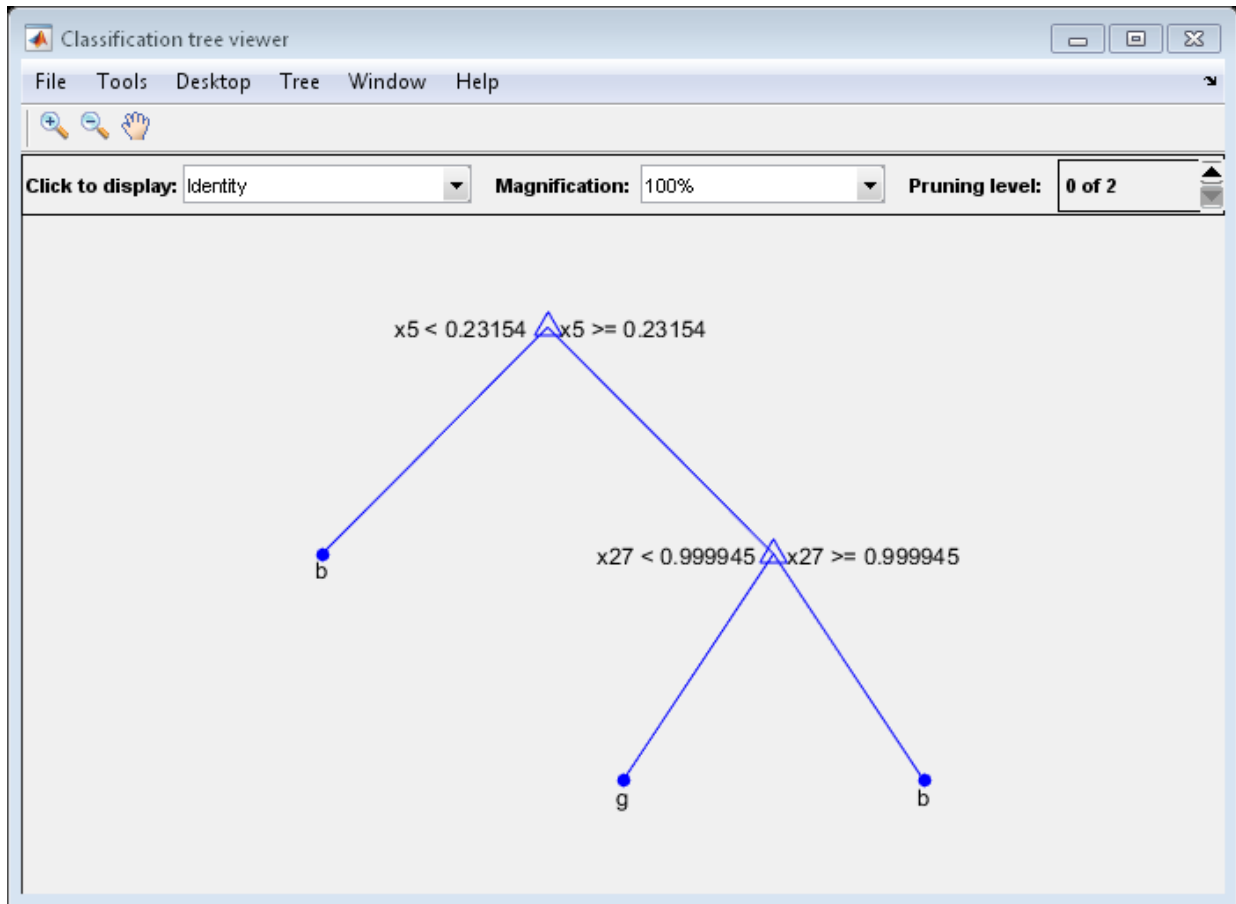 Classification tree viewer
File Tools Desktop Tree Window Help
Click to display: Identity Magnification: 100% Pruning level: 0 of 2
x5 < 0.23154 x5 >= 0.23154
b x27 < 0.999945 x27 >= 0.999945
g b